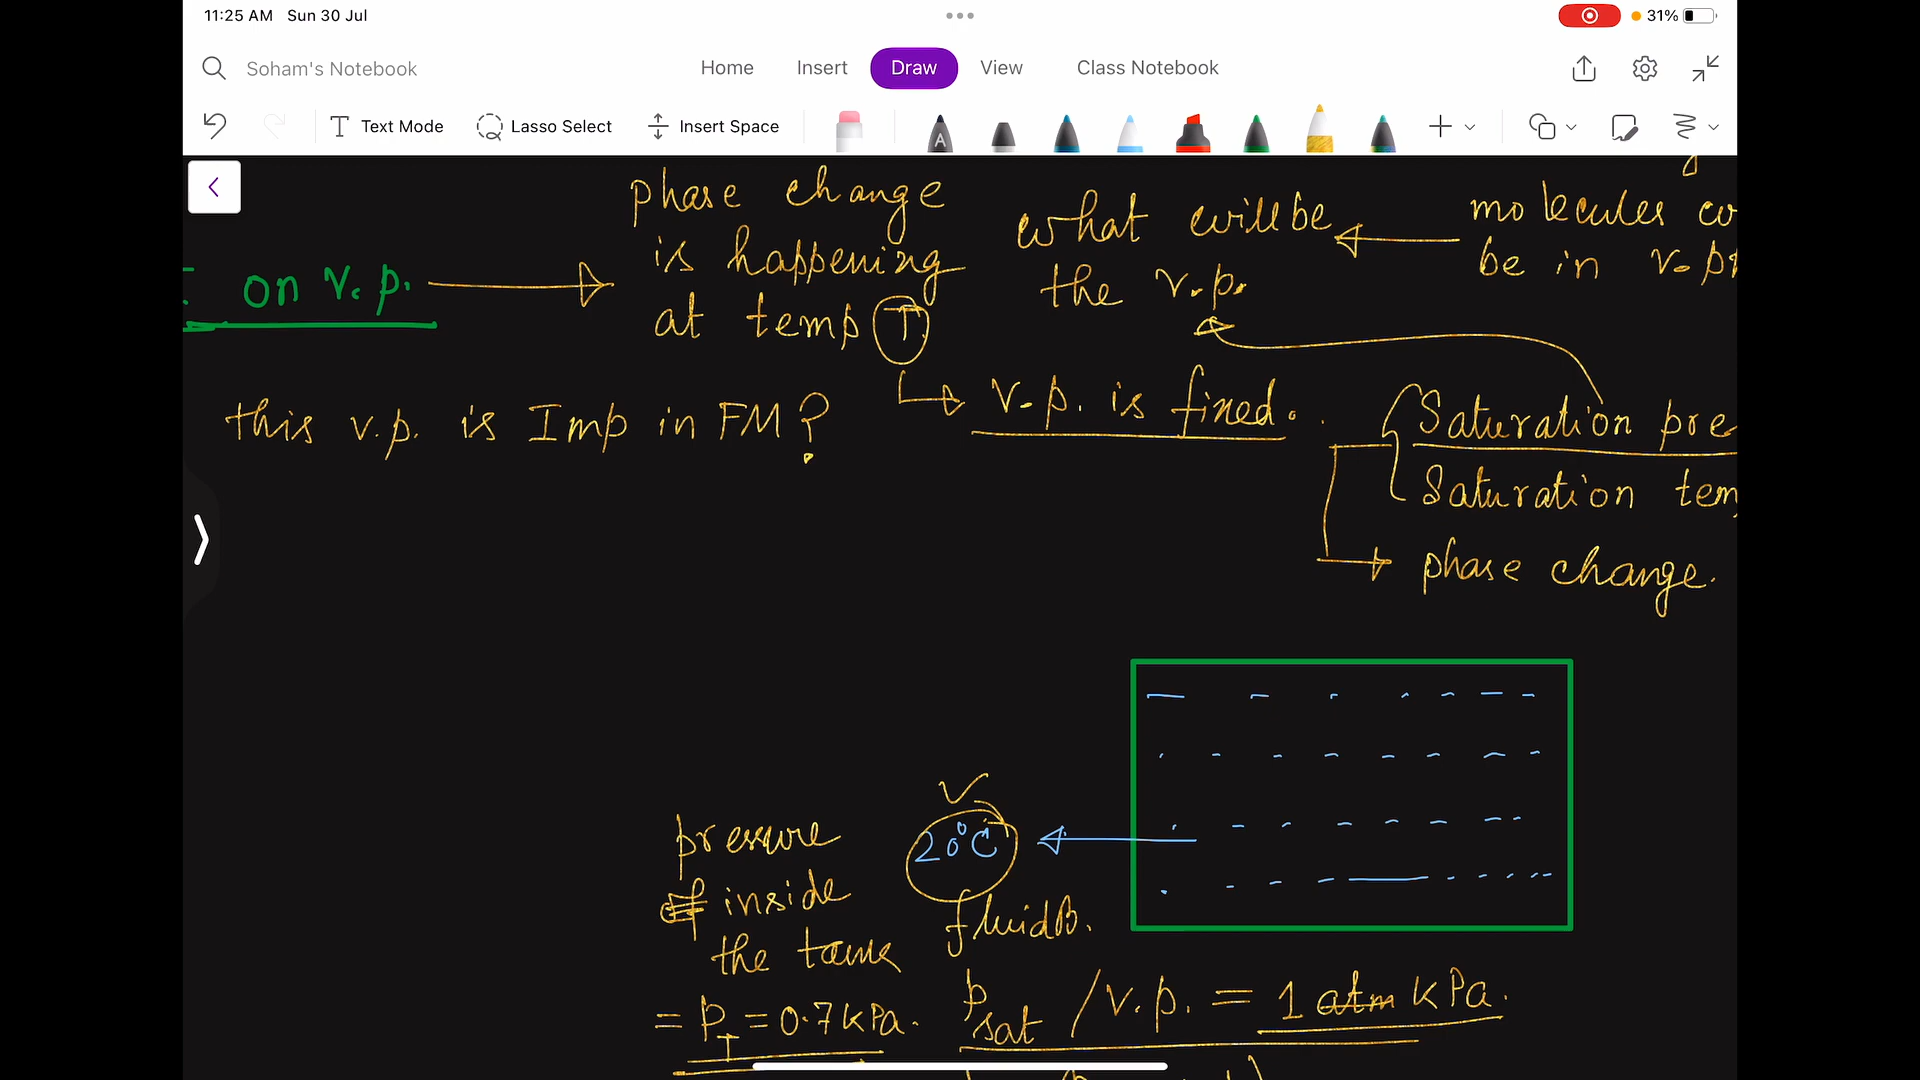 11:25 AM Sun 30 Jul
31%
Soham's Notebook
Home Insert Draw View Class Notebook
Text Mode Lasso Select Insert Space
A
phase change
is happening
at temp T
on v.p.
what will be
the v.p.
molecules
be in
v.p. is fixed.
this v.p. is Imp in FM?
Saturation pre
Saturation tem
phase change.
20°C
fluid B.
pressure
inside
the tank
= P_T = 0.7 kPa.
P_sat / v.p. = 1 atm kPa.